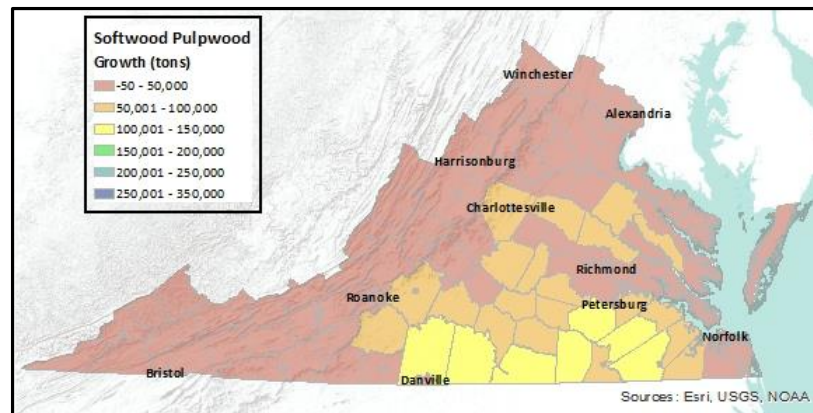 Softwood Pulpwood
Growth (tons)
-50 - 50,000
50,001 - 100,000
100,001 - 150,000
150,001 - 200,000
200,001 - 250,000
250,001 - 350,000
Winchester
Alexandria
Harrisonburg
Charlottesville
Richmond
Roanoke
Petersburg
Norfolk
Bristol
Danville
Sources: Esri, USGS, NOAA